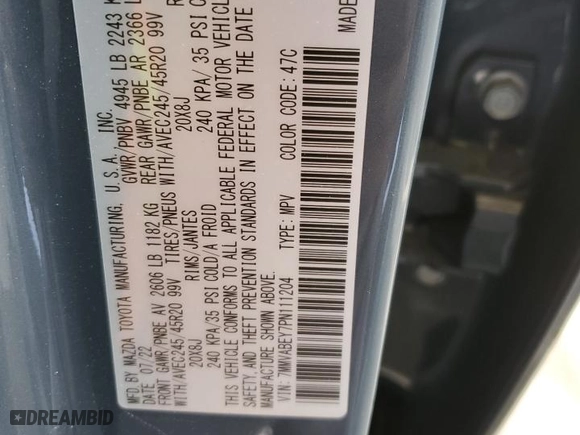 MFD. BY MAZDA TOYOTA MANUFACTURING, U.S.A. INC.
DATE 07/22 GVWR/PNBV 4945 LB 2243 K
FRONT GAWR/PNBE AV 2606 LB 1182 KG REAR GAWR/PNBE AR 2366 L
WITH/AVEC245/45R20 99V TIRES/PNEUS WITH/AVEC245/45R20 99V
20X8J RIMS/JANTES 20X8J
240 KPA/35 PSI COLD/A FROID 240 KPA/35 PSI C
THIS VEHICLE CONFORMS TO ALL APPLICABLE FEDERAL MOTOR VEHICL
SAFETY, AND THEFT PREVENTION STANDARDS IN EFFECT ON THE DATE
MANUFACTURE SHOWN ABOVE.
VIN: 7MMVABEY7PN111204 TYPE: MPV COLOR CODE: 47C MADE
DREAMBID